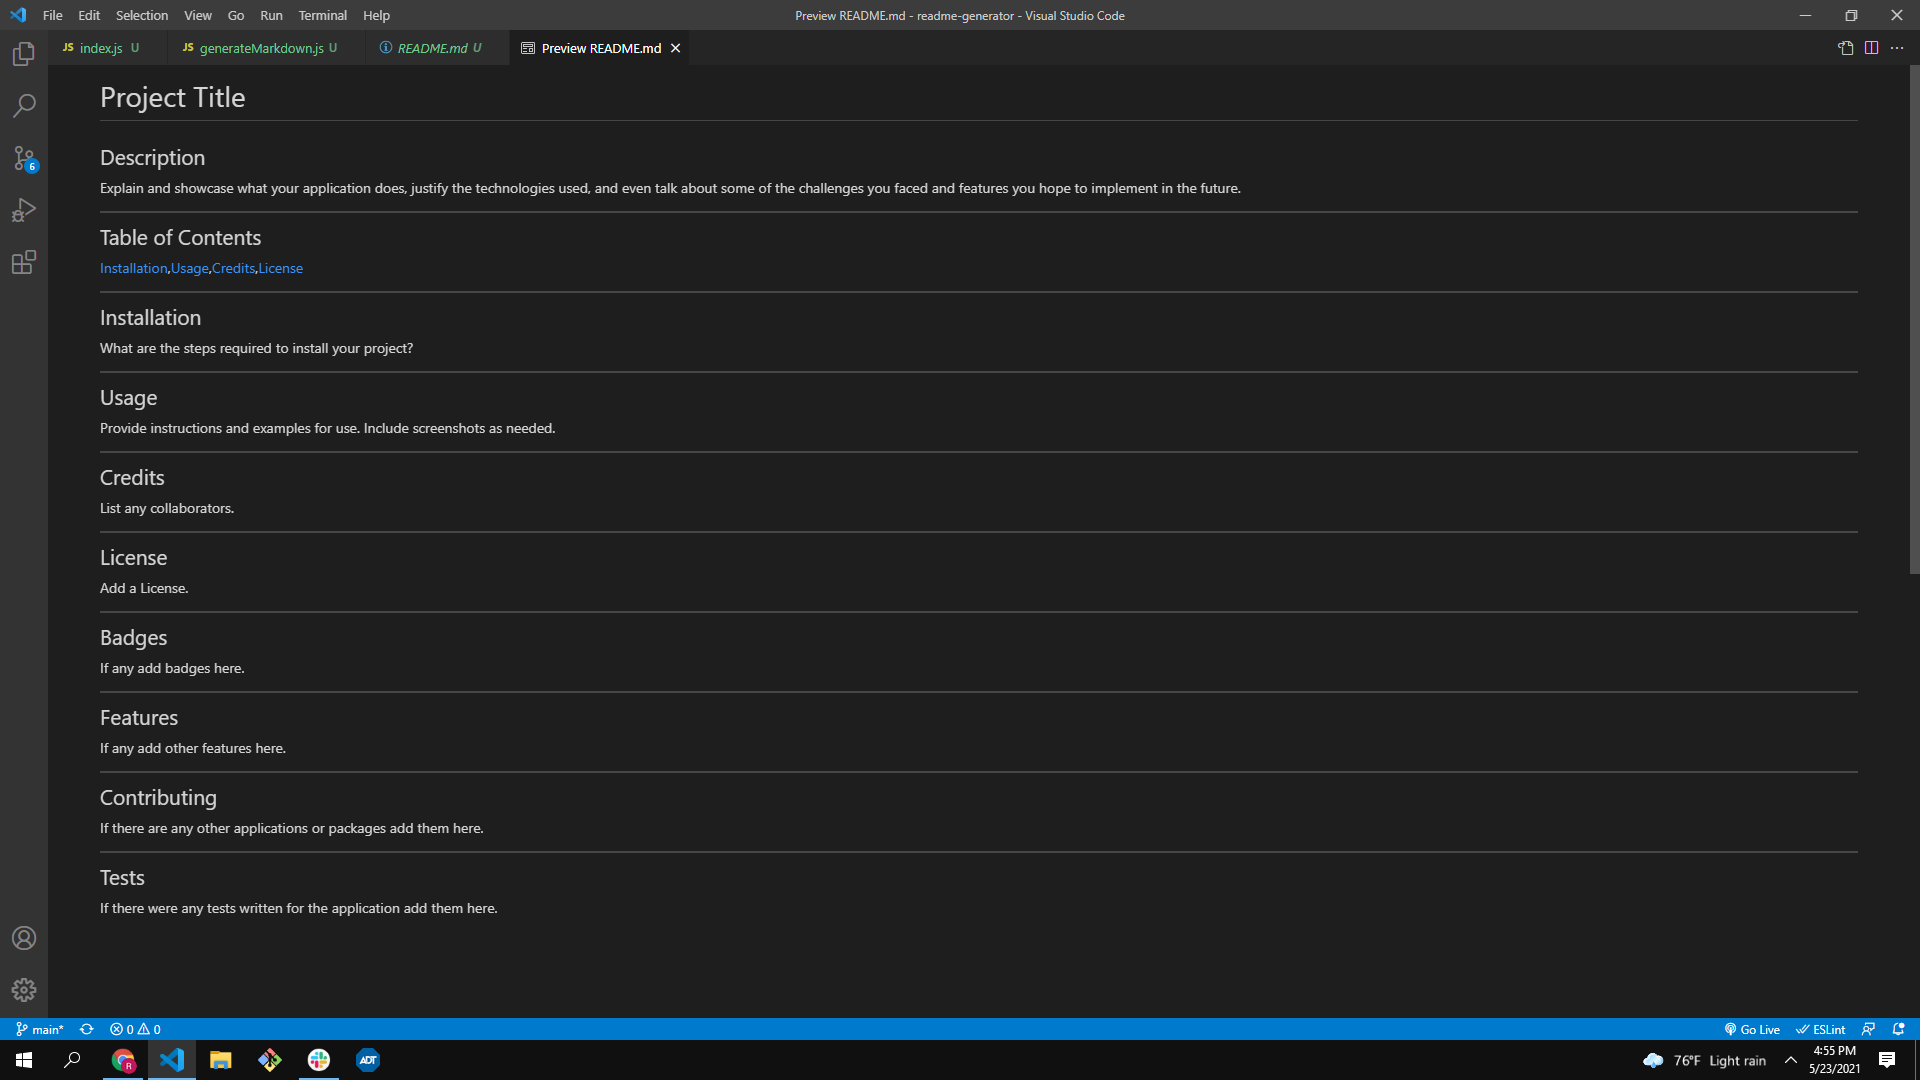 File Edit Selection View Go Run Terminal Help
Preview README.md - readme-generator - Visual Studio Code
JS index.js U
JS generateMarkdown.js U
README.md U
Preview README.md
Project Title
Description
Explain and showcase what your application does, justify the technologies used, and even talk about some of the challenges you faced and features you hope to implement in the future.
Table of Contents
Installation,Usage,Credits,License
Installation
What are the steps required to install your project?
Usage
Provide instructions and examples for use. Include screenshots as needed.
Credits
List any collaborators.
License
Add a License.
Badges
If any add badges here.
Features
If any add other features here.
Contributing
If there are any other applications or packages add them here.
Tests
If there were any tests written for the application add them here.
6
main* 0 0
Go Live ESLint
R
ADT
76°F Light rain
4:55 PM
5/23/2021